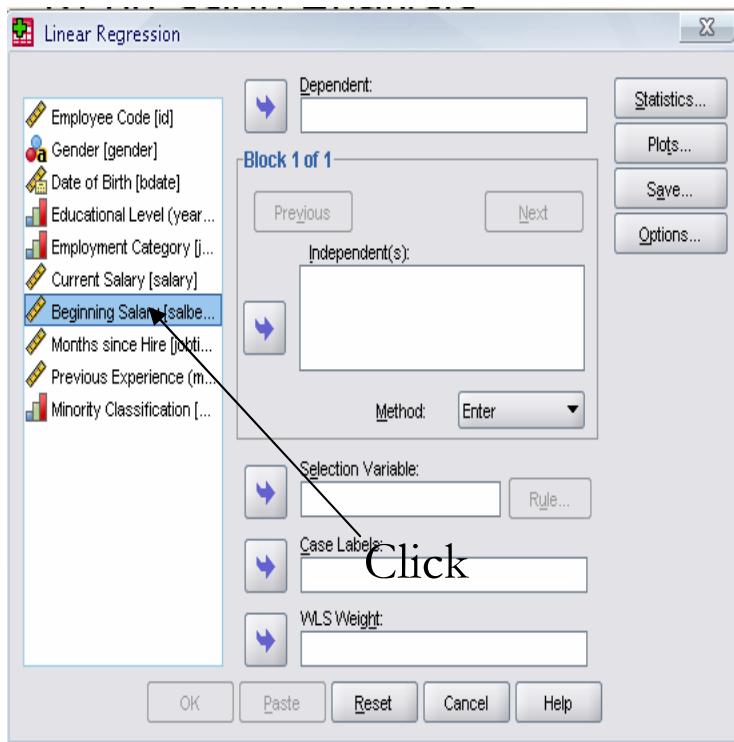 Linear Regression
Employee Code [id]
Gender [gender]
Date of Birth [bdate]
Educational Level (year...
Employment Category [j...
Current Salary [salary]
Beginning Salary [salbe...
Months since Hire [jobti...
Previous Experience (m...
Minority Classification [...
Dependent:
Block 1 of 1
Previous
Next
Independent(s):
Method:
Enter
Selection Variable:
Rule...
Case Labels:
Click
WLS Weight:
Statistics...
Plots...
Save...
Options...
OK
Paste
Reset
Cancel
Help